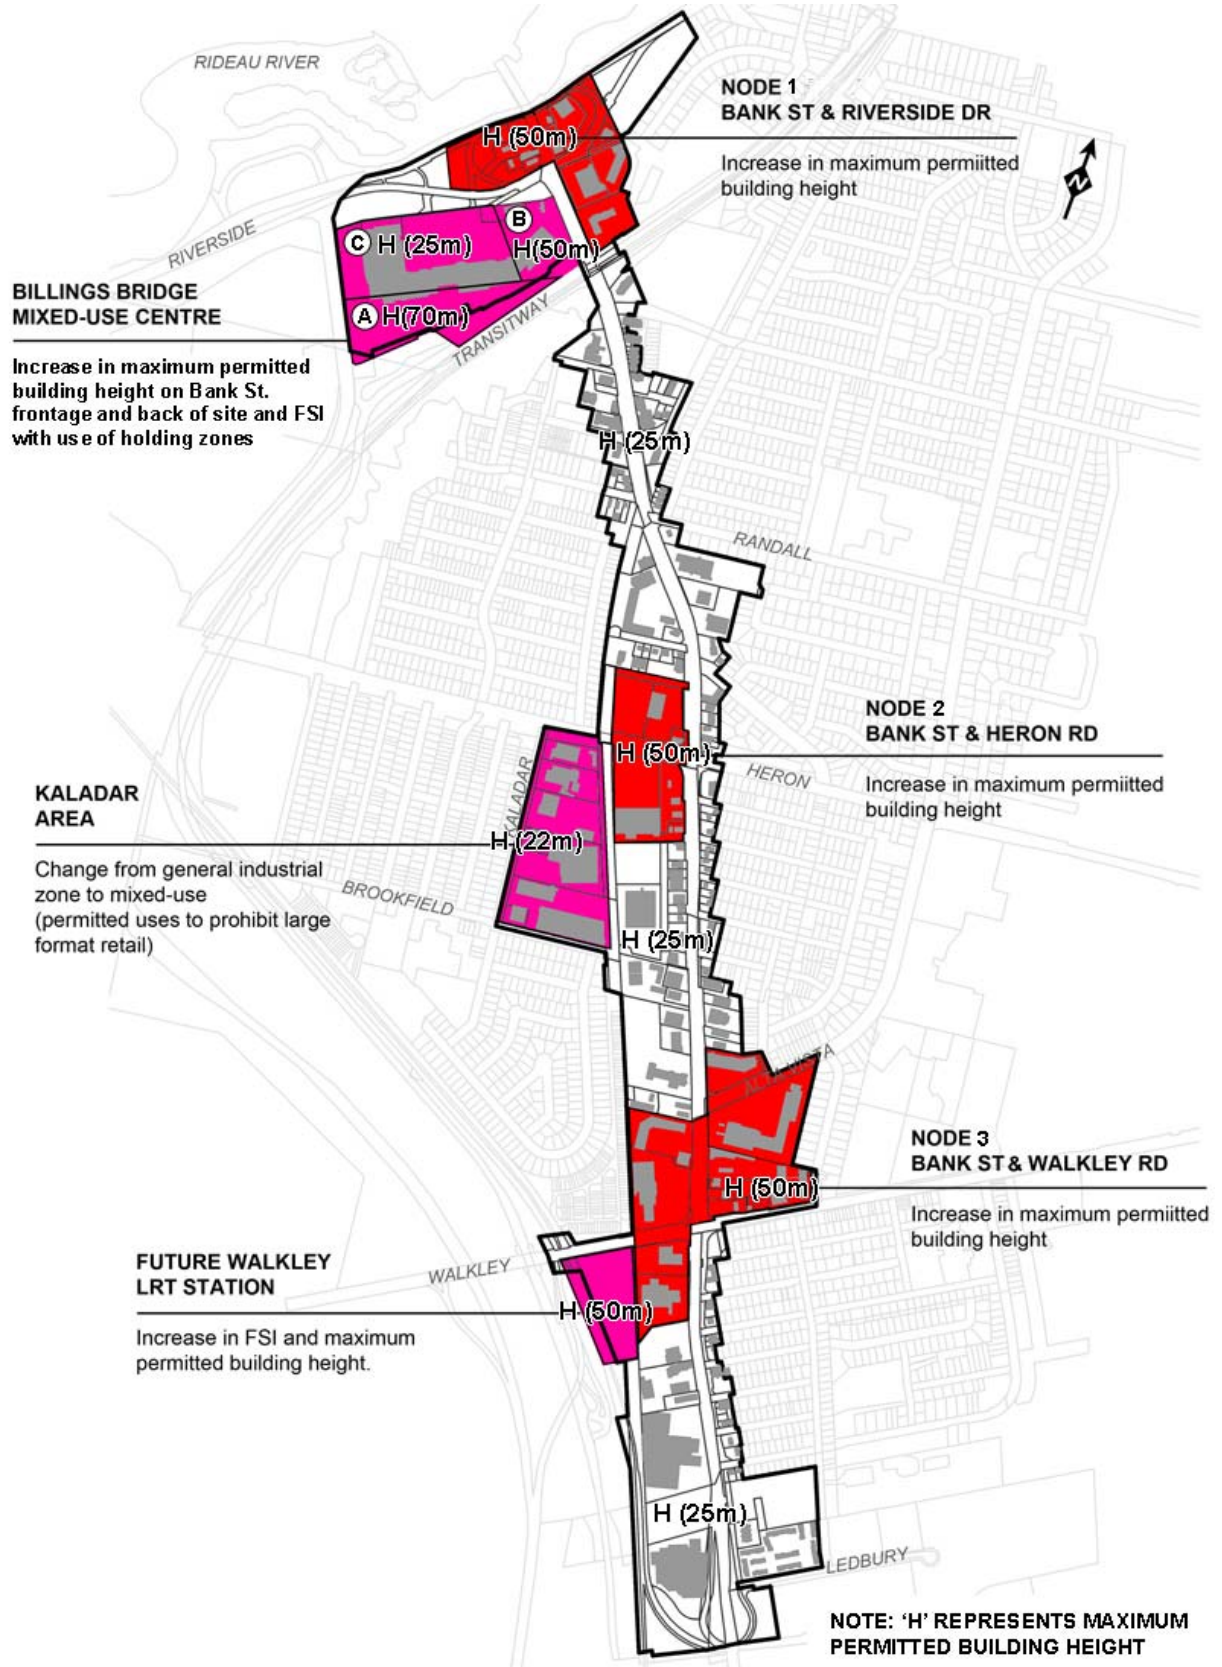 RIDEAU RIVER
NODE 1
BANK ST & RIVERSIDE DR
Increase in maximum permiitted
building height
N
H (50m)
B
C H (25m)
H(50m)
RIVERSIDE
A H(70m)
TRANSITWAY
BILLINGS BRIDGE
MIXED-USE CENTRE
Increase in maximum permitted
building height on Bank St.
frontage and back of site and FSI
with use of holding zones
H (25m)
RANDALL
NODE 2
BANK ST & HERON RD
Increase in maximum permiitted
building height
H (50m)
HERON
KALADAR
KALADAR
AREA
Change from general industrial
zone to mixed-use
(permitted uses to prohibit large
format retail)
H (22m)
BROOKFIELD
H (25m)
ALTA VISTA
NODE 3
BANK ST & WALKLEY RD
Increase in maximum permiitted
building height
H (50m)
FUTURE WALKLEY
LRT STATION
Increase in FSI and maximum
permitted building height.
WALKLEY
H (50m)
H (25m)
LEDBURY
NOTE: ‘H’ REPRESENTS MAXIMUM
PERMITTED BUILDING HEIGHT